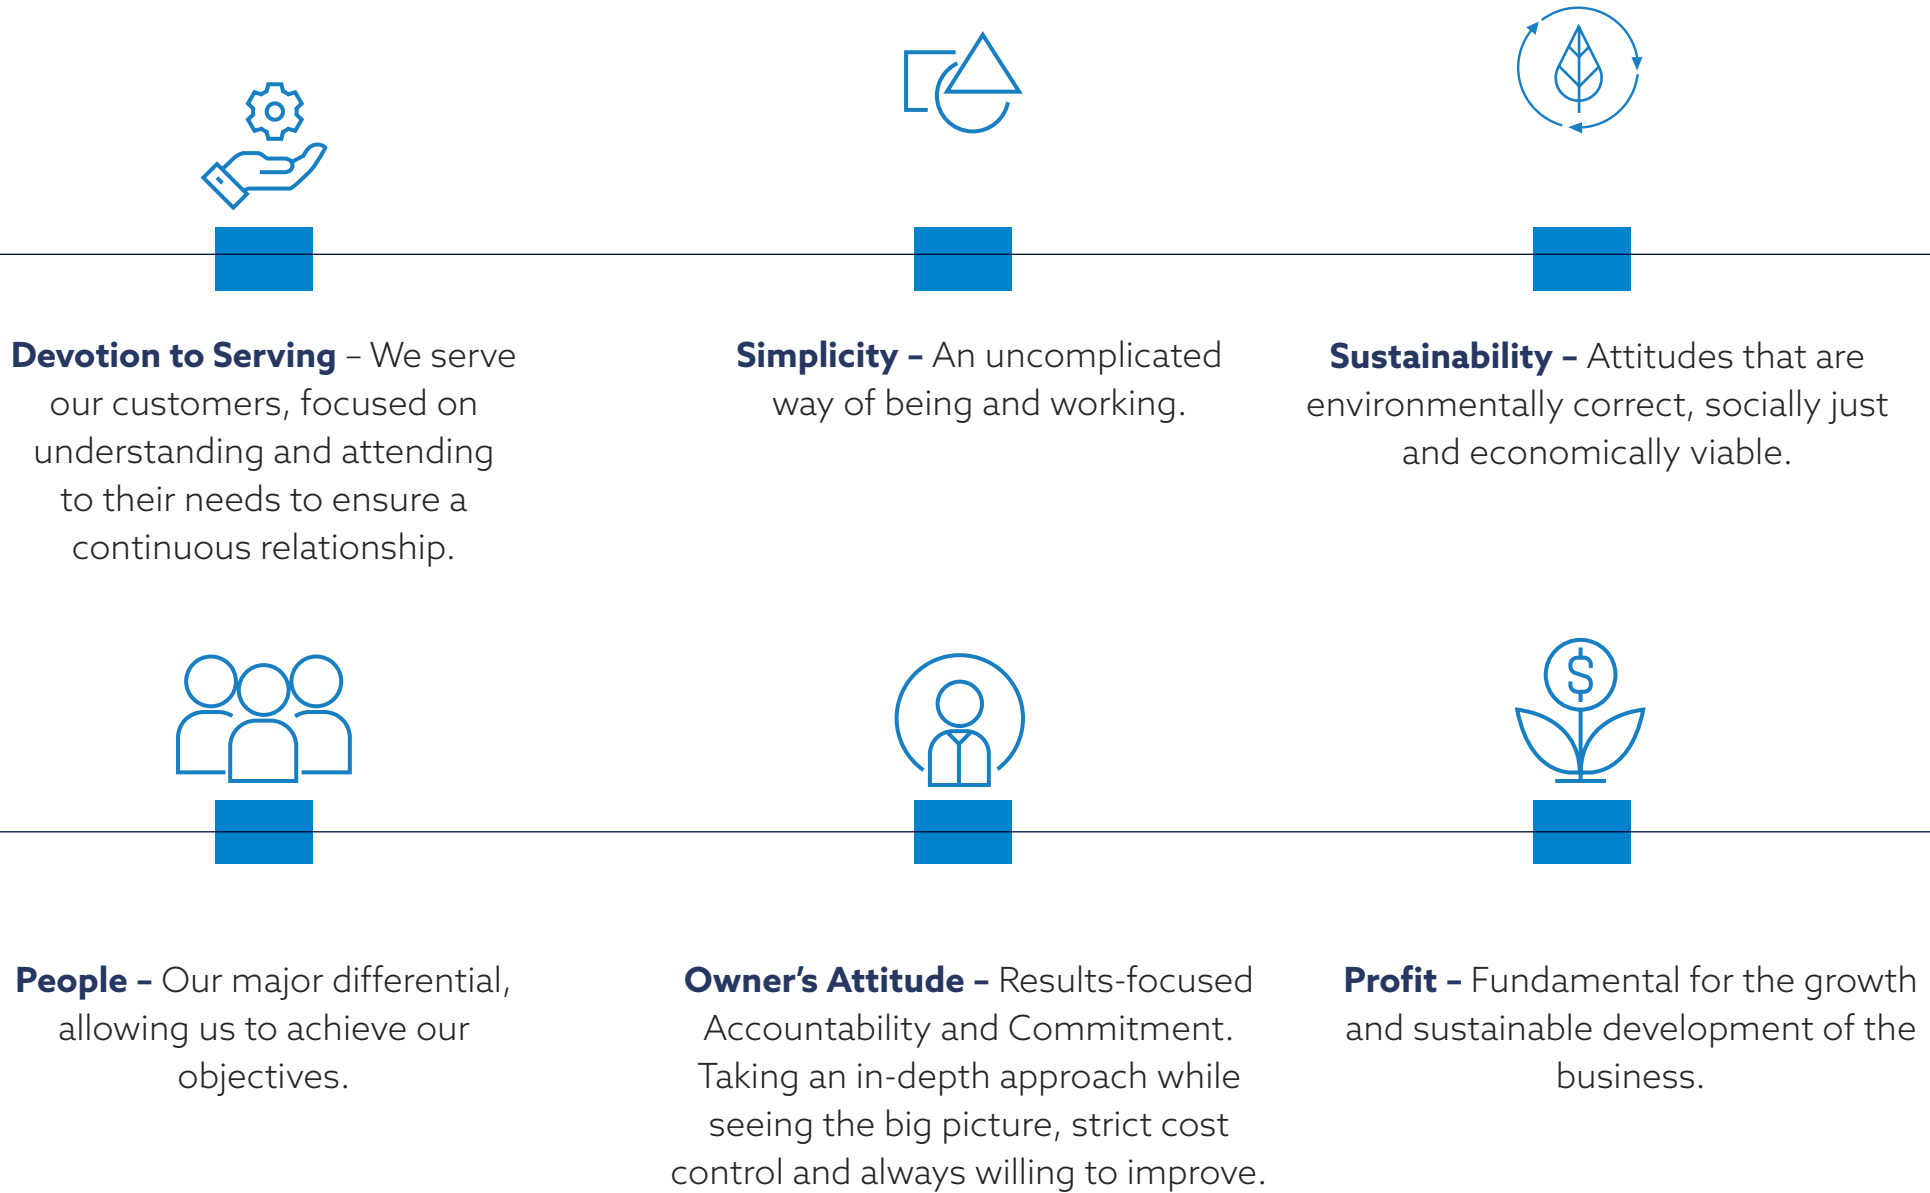 Devotion to Serving – We serve
our customers, focused on
understanding and attending
to their needs to ensure a
continuous relationship.
Simplicity – An uncomplicated
way of being and working.
Sustainability – Attitudes that are
environmentally correct, socially just
and economically viable.
$
People – Our major differential,
allowing us to achieve our
objectives.
Owner’s Attitude – Results-focused
Accountability and Commitment.
Taking an in-depth approach while
seeing the big picture, strict cost
control and always willing to improve.
Profit – Fundamental for the growth
and sustainable development of the
business.